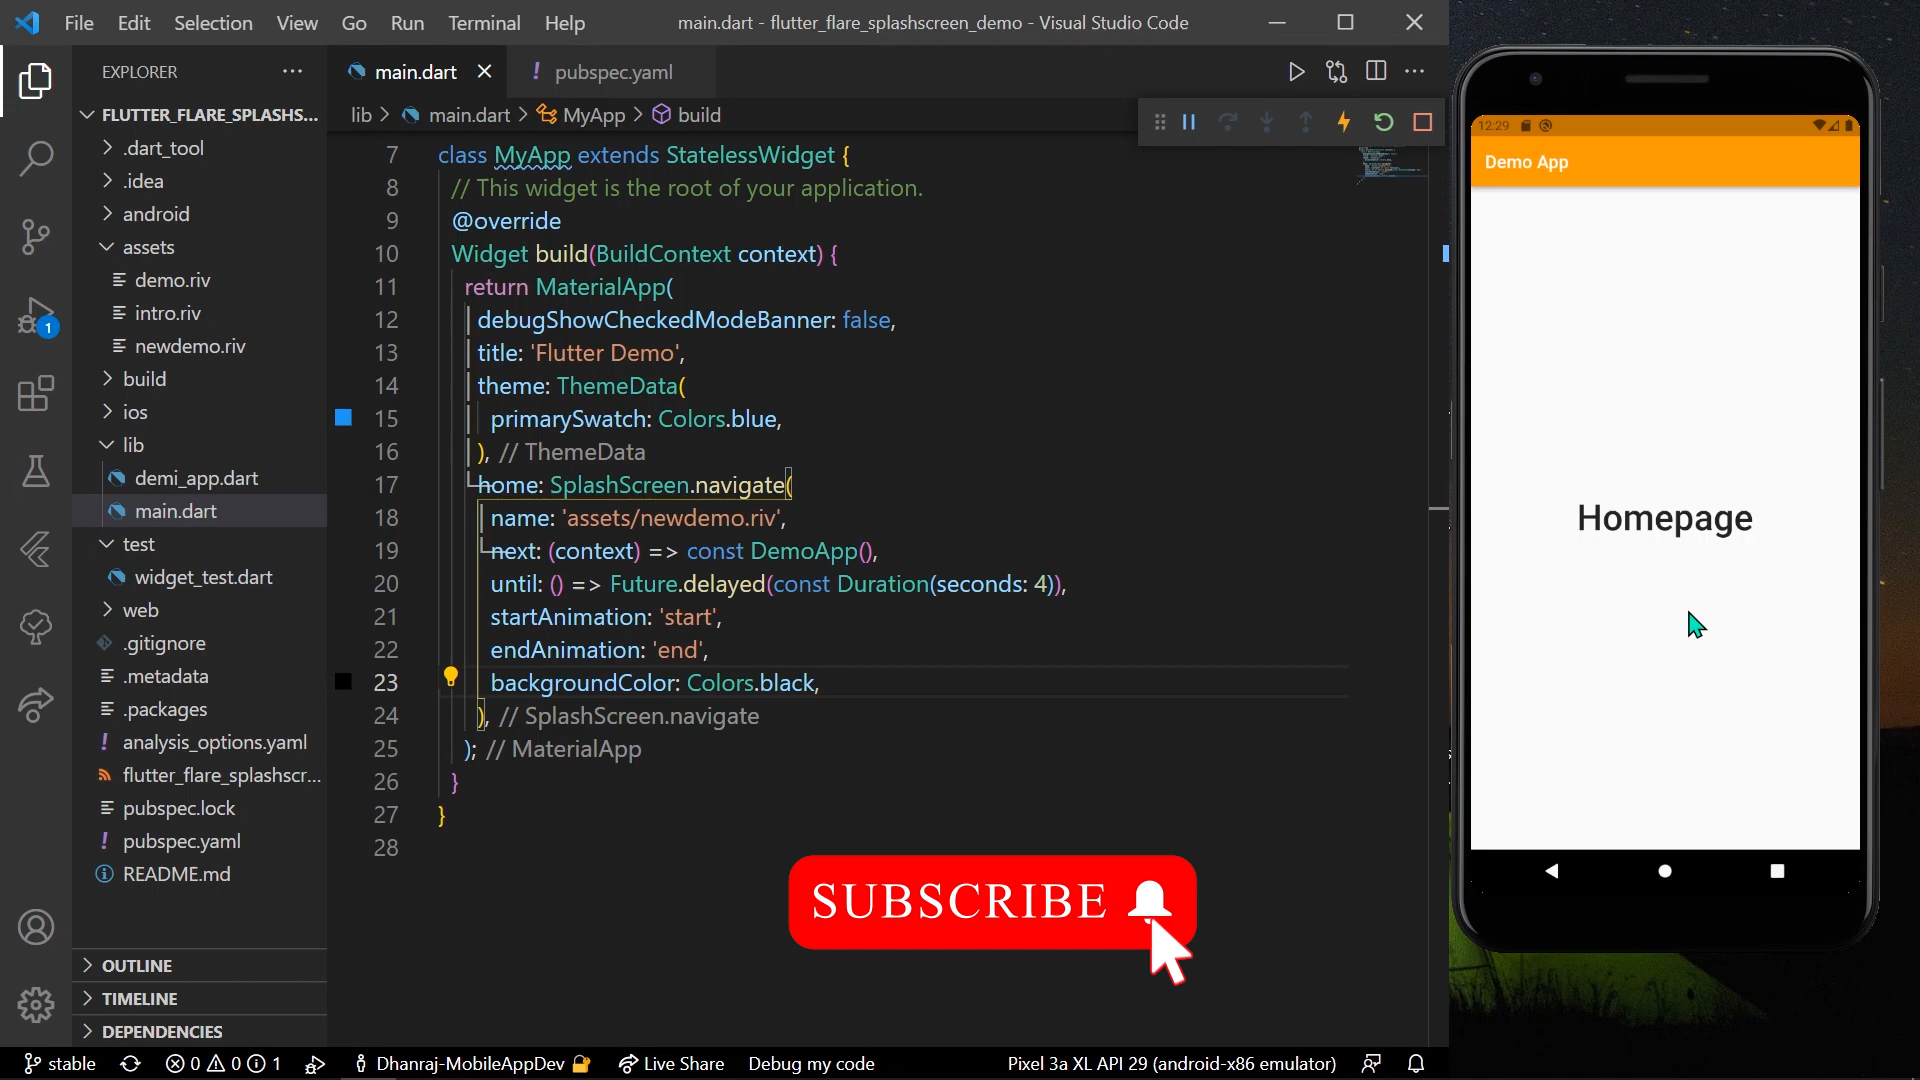 File Edit Selection View Go Run Terminal Help main.dart - flutter_flare_splashscreen_demo - Visual Studio Code
EXPLORER
FLUTTER_FLARE_SPLASHS...
.dart_tool
.idea
android
assets
demo.riv
intro.riv
newdemo.riv
build
ios
lib
demi_app.dart
main.dart
test
widget_test.dart
web
.gitignore
.metadata
.packages
analysis_options.yaml
flutter_flare_splashscr...
pubspec.lock
pubspec.yaml
README.md
OUTLINE
TIMELINE
DEPENDENCIES
1
main.dart pubspec.yaml
lib > main.dart > MyApp > build
7 class MyApp extends StatelessWidget {
8 // This widget is the root of your application.
9 @override
10 Widget build(BuildContext context) {
11 return MaterialApp(
12 debugShowCheckedModeBanner: false,
13 title: 'Flutter Demo',
14 theme: ThemeData(
15 primarySwatch: Colors.blue,
16 ), // ThemeData
17 home: SplashScreen.navigate(
18 name: 'assets/newdemo.riv',
19 next: (context) => const DemoApp(),
20 until: () => Future.delayed(const Duration(seconds: 4)),
21 startAnimation: 'start',
22 endAnimation: 'end',
23 backgroundColor: Colors.black,
24 ), // SplashScreen.navigate
25 ); // MaterialApp
26 }
27 }
28
SUBSCRIBE
12:29
Demo App
Homepage
stable 0 0 1 Dhanraj-MobileAppDev Live Share Debug my code Pixel 3a XL API 29 (android-x86 emulator)